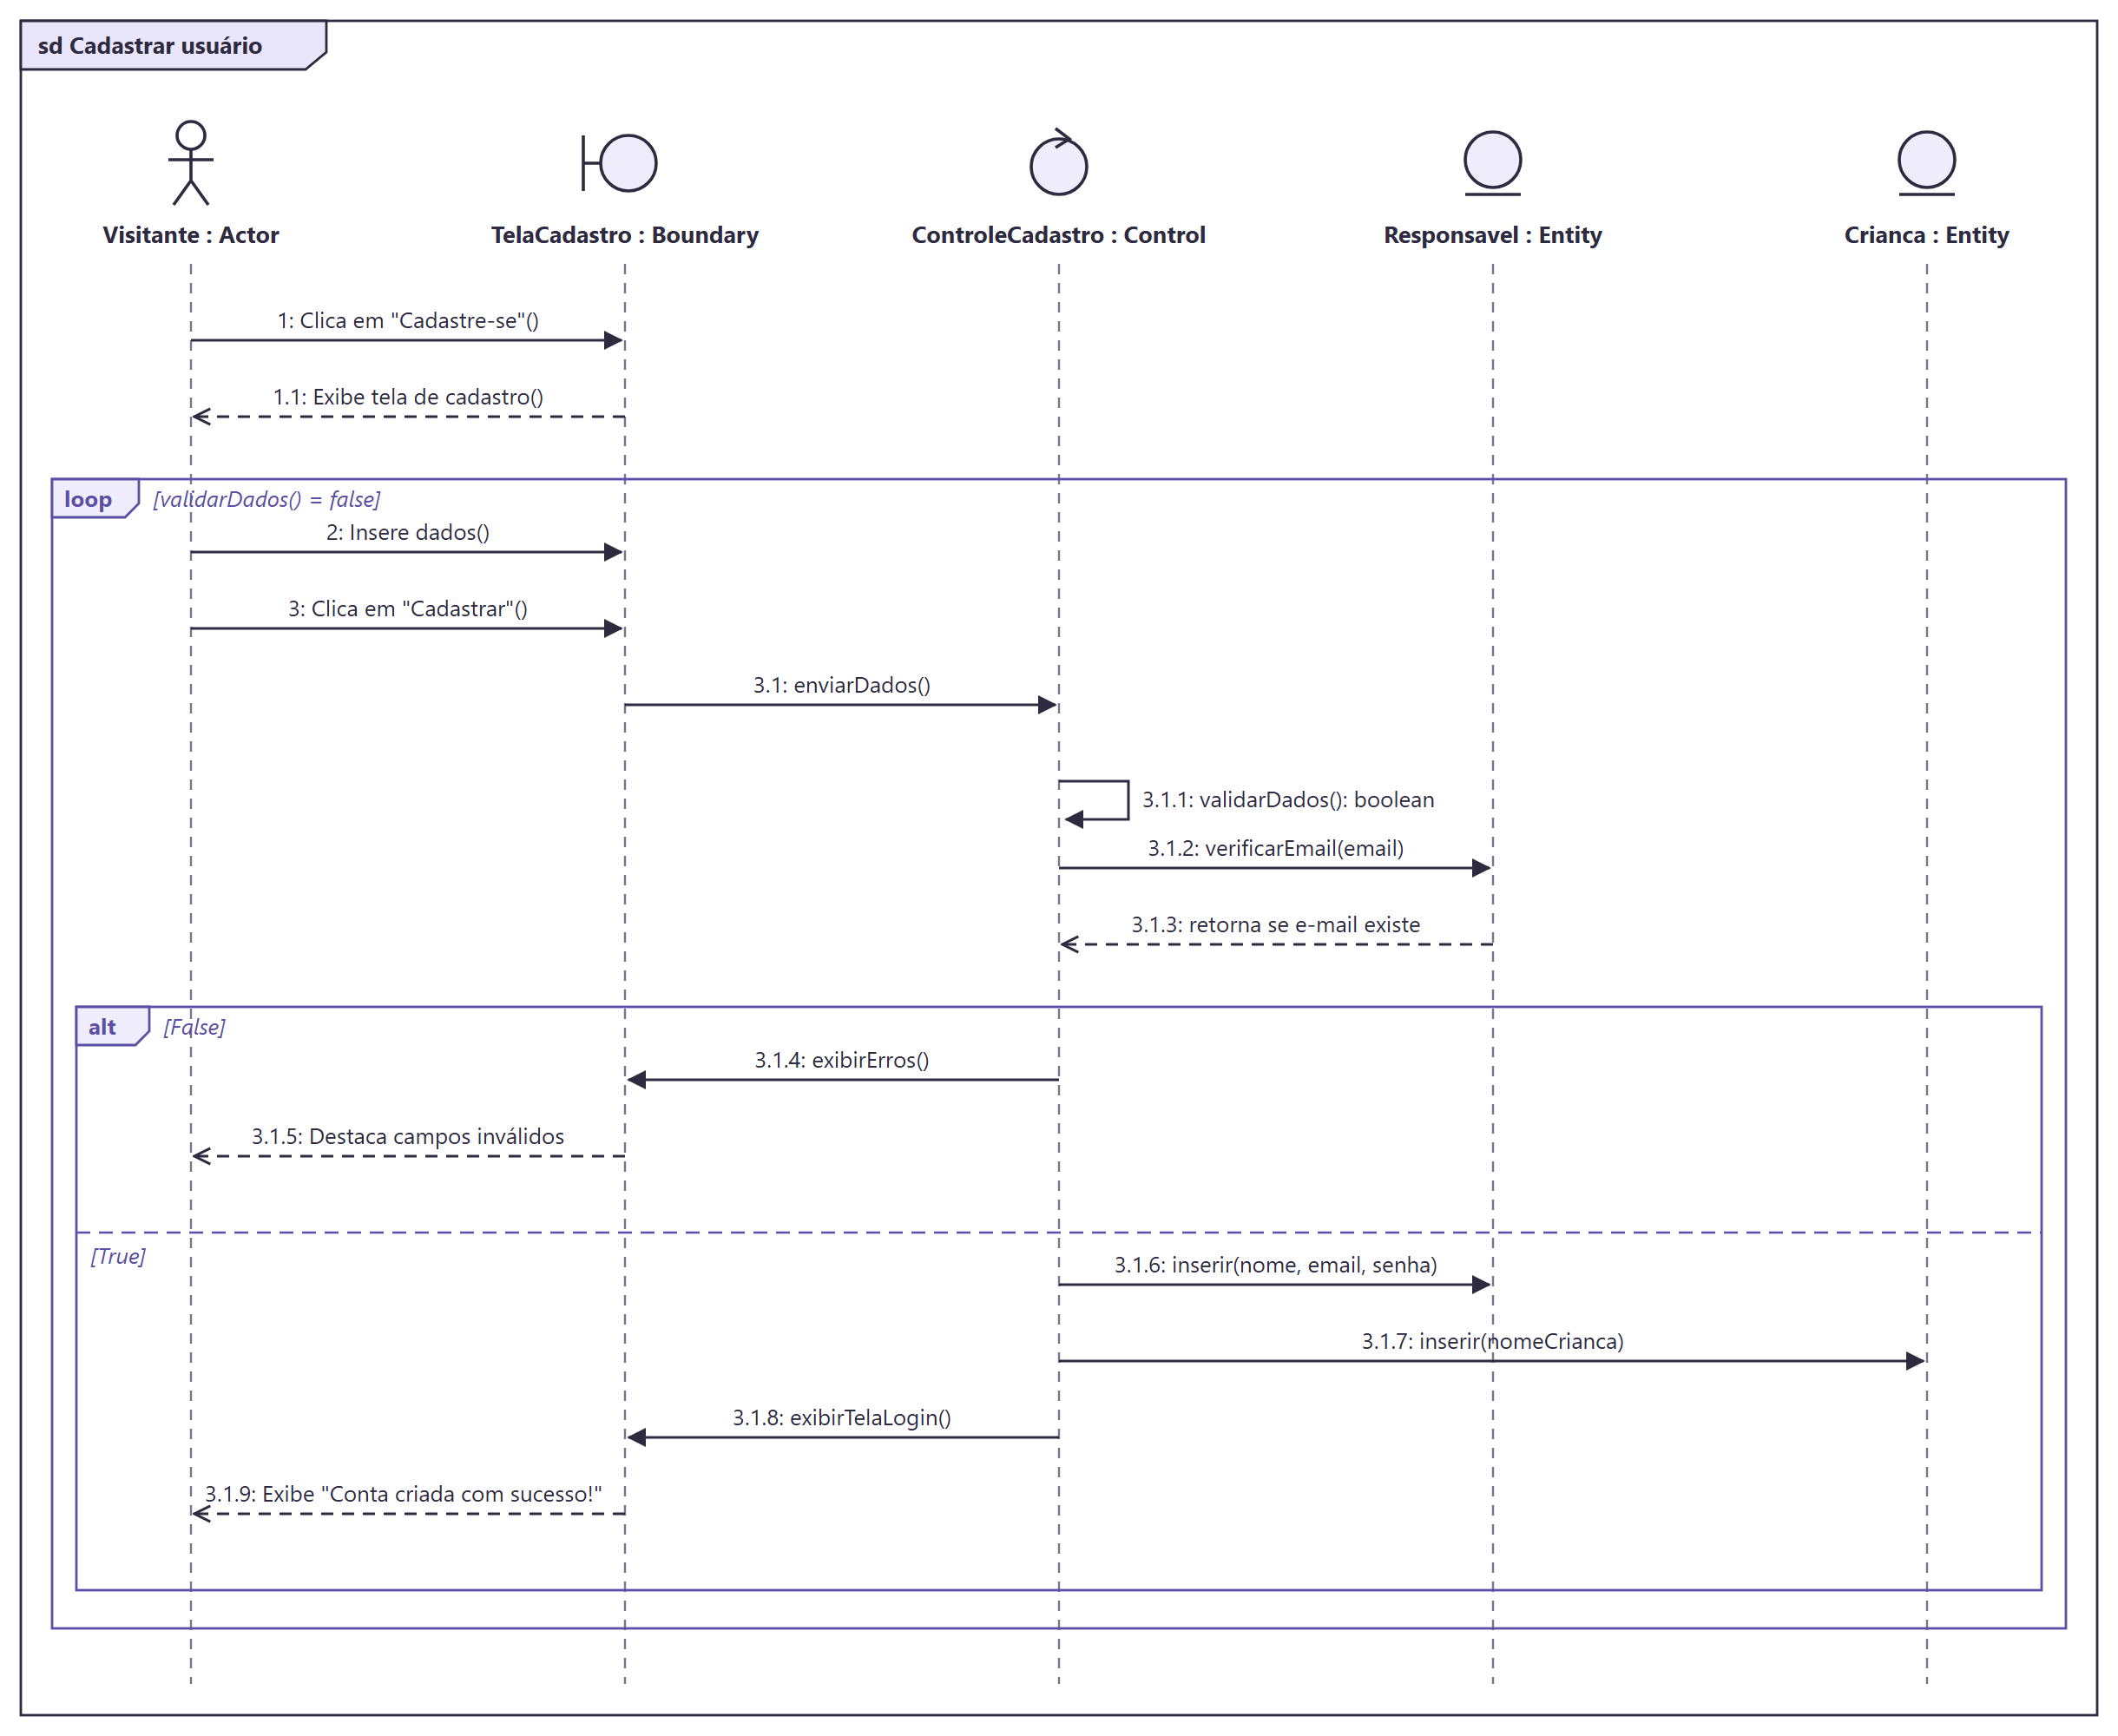 sd Cadastrar usuário
Visitante : Actor
TelaCadastro : Boundary
ControleCadastro : Control
Responsavel : Entity
Crianca : Entity
1: Clica em "Cadastre-se"()
1.1: Exibe tela de cadastro()
loop [validarDados() = false]
2: Insere dados()
3: Clica em "Cadastrar"()
3.1: enviarDados()
3.1.1: validarDados(): boolean
3.1.2: verificarEmail(email)
3.1.3: retorna se e-mail existe
alt [False]
3.1.4: exibirErros()
3.1.5: Destaca campos inválidos
[True]
3.1.6: inserir(nome, email, senha)
3.1.7: inserir(nomeCrianca)
3.1.8: exibirTelaLogin()
3.1.9: Exibe "Conta criada com sucesso!"